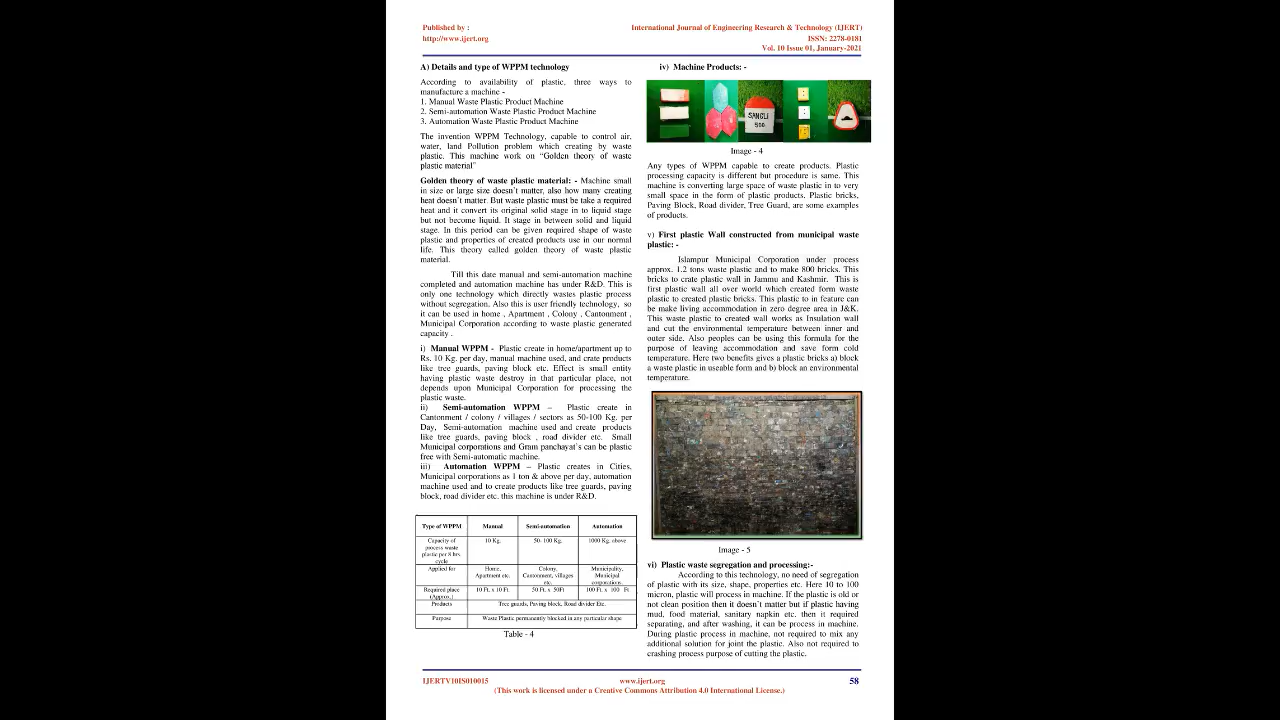 Published by :
http://www.ijert.org
International Journal of Engineering Research & Technology (IJERT)
ISSN: 2278-0181
Vol. 10 Issue 01, January-2021
A) Details and type of WPPM technology
According to availability of plastic, three ways to
manufacture a machine -
1. Manual Waste Plastic Product Machine
2. Semi-automation Waste Plastic Product Machine
3. Automation Waste Plastic Product Machine
The invention WPPM Technology, capable to control air,
water, land Pollution problem which creating by waste
plastic. This machine work on “Golden theory of waste
plastic material”
Golden theory of waste plastic material: - Machine small
in size or large size doesn’t matter, also how many creating
heat doesn’t matter. But waste plastic must be take a required
heat and it convert its original solid stage in to liquid stage
but not become liquid. It stage in between solid and liquid
stage. In this period can be given required shape of waste
plastic and properties of created products use in our normal
life. This theory called golden theory of waste plastic
material.
Till this date manual and semi-automation machine
completed and automation machine has under R&D. This is
only one technology which directly wastes plastic process
without segregation. Also this is user friendly technology, so
it can be used in home , Apartment , Colony , Cantonment ,
Municipal Corporation according to waste plastic generated
capacity .
i) Manual WPPM - Plastic create in home/apartment up to
Rs. 10 Kg. per day, manual machine used, and crate products
like tree guards, paving block etc. Effect is small entity
having plastic waste destroy in that particular place, not
depends upon Municipal Corporation for processing the
plastic waste.
ii) Semi-automation WPPM – Plastic create in
Cantonment / colony / villages / sectors as 50-100 Kg. per
Day, Semi-automation machine used and create products
like tree guards, paving block , road divider etc. Small
Municipal corporations and Gram panchayat’s can be plastic
free with Semi-automatic machine.
iii) Automation WPPM – Plastic creates in Cities,
Municipal corporations as 1 ton & above per day, automation
machine used and to create products like tree guards, paving
block, road divider etc. this machine is under R&D.
Type of WPPM Manual Semi-automation Automation
Capacity of process waste plastic per 8 hrs. cycle 10 Kg. 50- 100 Kg. 1000 Kg. above
Applied for Home, Apartment etc. Colony, Cantonment, villages etc. Municipality, Municipal corporations.
Required place (Approx.) 10 Ft. x 10 Ft. 50 Ft. x 50Ft 100 Ft. x 100 Ft
Products Tree guards, Paving block, Road divider Etc.
Purpose Waste Plastic permanently blocked in any particular shape
Table - 4
iv) Machine Products: -
SANGLI
500
Image - 4
Any types of WPPM capable to create products. Plastic
processing capacity is different but procedure is same. This
machine is converting large space of waste plastic in to very
small space in the form of plastic products. Plastic bricks,
Paving Block, Road divider, Tree Guard, are some examples
of products.
v) First plastic Wall constructed from municipal waste
plastic: -
Islampur Municipal Corporation under process
approx. 1.2 tons waste plastic and to make 800 bricks. This
bricks to crate plastic wall in Jammu and Kashmir. This is
first plastic wall all over world which created form waste
plastic to created plastic bricks. This plastic to in feature can
be make living accommodation in zero degree area in J&K.
This waste plastic to created wall works as Insulation wall
and cut the environmental temperature between inner and
outer side. Also peoples can be using this formula for the
purpose of leaving accommodation and save form cold
temperature. Here two benefits gives a plastic bricks a) block
a waste plastic in useable form and b) block an environmental
temperature.
Image - 5
vi) Plastic waste segregation and processing:-
According to this technology, no need of segregation
of plastic with its size, shape, properties etc. Here 10 to 100
micron, plastic will process in machine. If the plastic is old or
not clean position then it doesn’t matter but if plastic having
mud, food material, sanitary napkin etc. then it required
separating, and after washing, it can be process in machine.
During plastic process in machine, not required to mix any
additional solution for joint the plastic. Also not required to
crashing process purpose of cutting the plastic.
IJERTV10IS010015
www.ijert.org
58
(This work is licensed under a Creative Commons Attribution 4.0 International License.)